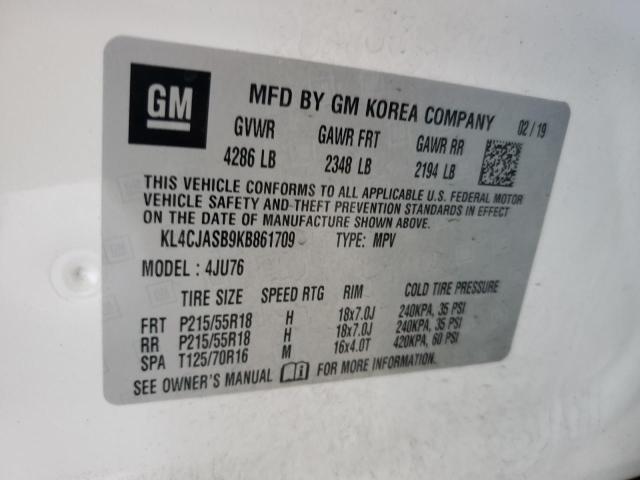 GM
MFD BY GM KOREA COMPANY 02/19
GVWR GAWR FRT GAWR RR
4286 LB 2348 LB 2194 LB
THIS VEHICLE CONFORMS TO ALL APPLICABLE U.S. FEDERAL MOTOR
VEHICLE SAFETY AND THEFT PREVENTION STANDARDS IN EFFECT
ON THE DATE OF MANUFACTURE SHOWN ABOVE.
KL4CJASB9KB861709 TYPE: MPV
MODEL : 4JU76
TIRE SIZE SPEED RTG RIM COLD TIRE PRESSURE
FRT P215/55R18 H 18x7.0J 240KPA, 35 PSI
RR P215/55R18 H 18x7.0J 240KPA, 35 PSI
SPA T125/70R16 M 16x4.0T 420KPA, 60 PSI
SEE OWNER'S MANUAL FOR MORE INFORMATION.